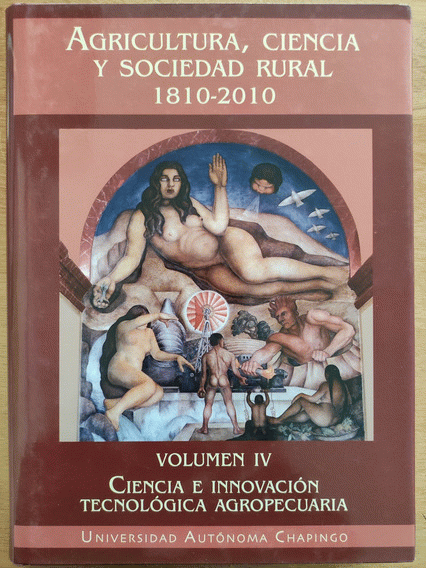 AGRICULTURA, CIENCIA
Y SOCIEDAD RURAL
1810-2010
VOLUMEN IV
CIENCIA E INNOVACIÓN
TECNOLÓGICA AGROPECUARIA
UNIVERSIDAD AUTÓNOMA CHAPINGO